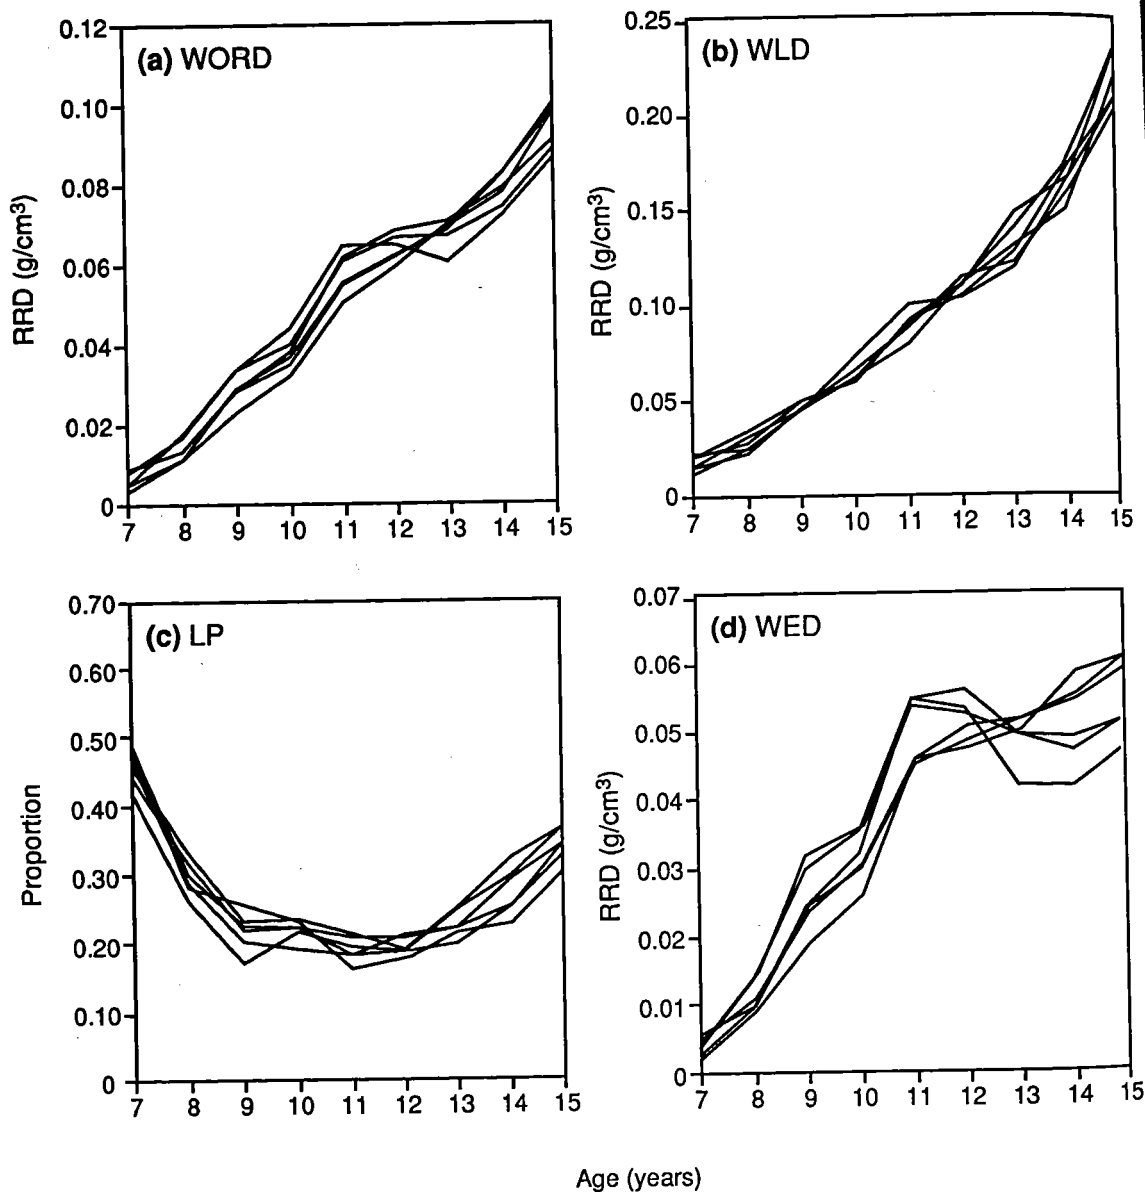 (a) WORD
RRD (g/cm³)
0.12
0.10
0.08
0.06
0.04
0.02
0
7 8 9 10 11 12 13 14 15
(b) WLD
RRD (g/cm³)
0.25
0.20
0.15
0.10
0.05
0
7 8 9 10 11 12 13 14 15
(c) LP
Proportion
0.70
0.60
0.50
0.40
0.30
0.20
0.10
0
7 8 9 10 11 12 13 14 15
(d) WED
RRD (g/cm³)
0.07
0.06
0.05
0.04
0.03
0.02
0.01
0
7 8 9 10 11 12 13 14 15
Age (years)